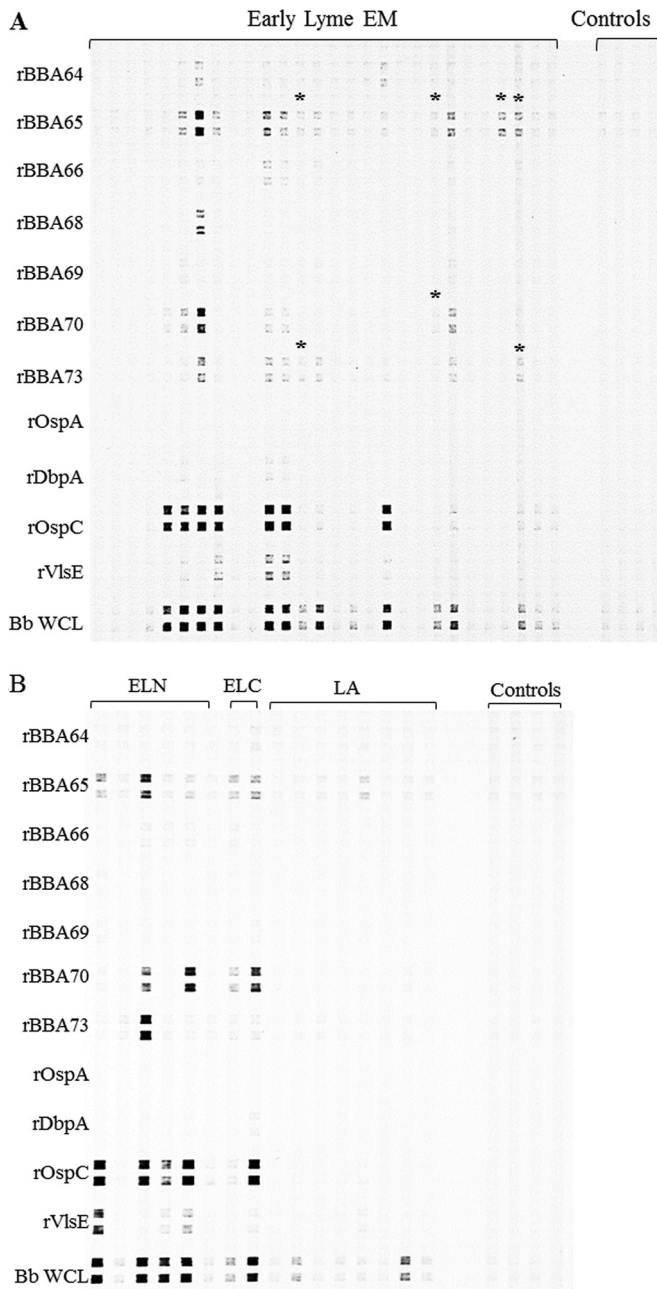 A
Early Lyme EM
Controls
rBBA64
* * * *
rBBA65
rBBA66
rBBA68
rBBA69
*
rBBA70
* *
rBBA73
rOspA
rDbpA
rOspC
rVlsE
Bb WCL
B
ELN
ELC
LA
Controls
rBBA64
rBBA65
rBBA66
rBBA68
rBBA69
rBBA70
rBBA73
rOspA
rDbpA
rOspC
rVlsE
Bb WCL